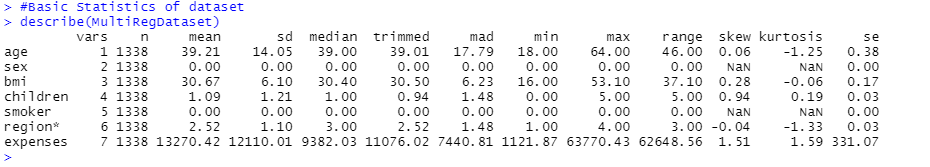 > #Basic Statistics of dataset
> describe(MultiRegDataset)
vars n mean sd median trimmed mad min max range skew kurtosis se
age 1 1338 39.21 14.05 39.00 39.01 17.79 18.00 64.00 46.00 0.06 -1.25 0.38
sex 2 1338 0.00 0.00 0.00 0.00 0.00 0.00 0.00 0.00 NaN NaN 0.00
bmi 3 1338 30.67 6.10 30.40 30.50 6.23 16.00 53.10 37.10 0.28 -0.06 0.17
children 4 1338 1.09 1.21 1.00 0.94 1.48 0.00 5.00 5.00 0.94 0.19 0.03
smoker 5 1338 0.00 0.00 0.00 0.00 0.00 0.00 0.00 0.00 NaN NaN 0.00
region* 6 1338 2.52 1.10 3.00 2.52 1.48 1.00 4.00 3.00 -0.04 -1.33 0.03
expenses 7 1338 13270.42 12110.01 9382.03 11076.02 7440.81 1121.87 63770.43 62648.56 1.51 1.59 331.07
>